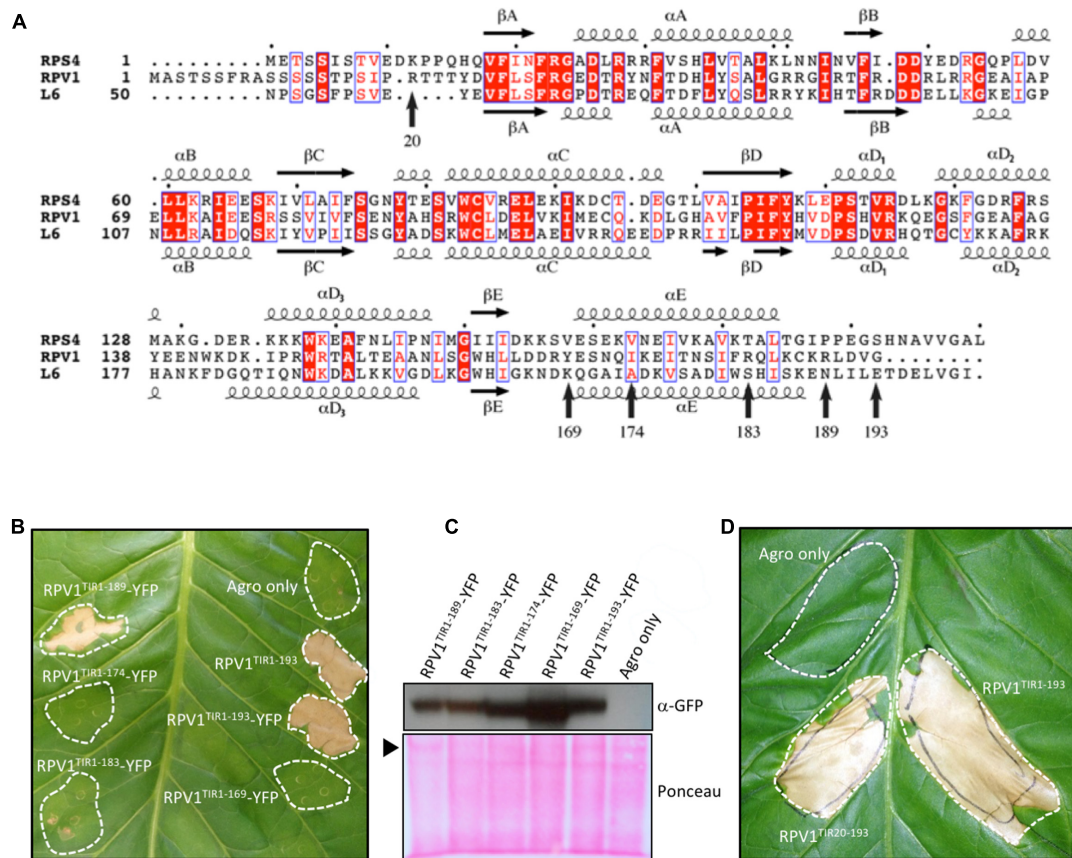 A
βA αA βB
RPS4 1 .........METSSISTVEDKPPQHQVFINFRGADLRRRFVSHLVTALKLNNINVFI.DDYEDRGQPLDV
RPV1 1
L6 50 .........NPSGSFPSVE....YEVFLSFRGPDTREQFTDFLYQSLRRYKIHTFRDDDELLKGKEIGP
20
βA αA βB
αB βC αC βD αD1 αD2
RPS4 60 LLKRIEESKIVLAIFSGNYTESVWCVRELEKIKDCT.DEGTLVAIPIFYKLEPSTVRDLKGKFGDRFRS
RPV1 69 ELLKAIEESRSSVIVFSENYAHSRWCLDELVKIMECQ.KDLGHAVFPIFYHVDPSHVRKQEGSFGEAFAG
L6 107 NLLRAIDQSKIYVPIISSGYADSKWCLMELAEIVRRQEEDPRRIILPIFYMVDPSDVRHQTGCYKKAFRK
αB βC αC βD αD1 αD2
αD3 βE αE
RPS4 128 MAKG.DER.KKKWKEAFNLIPNIMGIIIDKKSVESEKVNEIVKAVKTALTGIPPEGSHNAVVGAL
RPV1 138 YEENWKDK.IPRWRTALTEAANLSGWHLLDDRYESNQIKEITNSIFRQLKCKRLDVG........
L6 177 HANKFDGQTIQNWKDALKKVGDLKGWHIGKNDKQGAIADKVSADIWSHISKENLILETDELVGI.
αD3 βE αE
169 174 183 189 193
B
RPV1TIR1-189-YFP
Agro only
RPV1TIR1-174-YFP
RPV1TIR1-193
RPV1TIR1-193-YFP
RPV1TIR1-183-YFP
RPV1TIR1-169-YFP
C
RPV1TIR1-189-YFP
RPV1TIR1-183-YFP
RPV1TIR1-174-YFP
RPV1TIR1-169-YFP
RPV1TIR1-193-YFP
Agro only
α-GFP
Ponceau
D
Agro only
RPV1TIR1-193
RPV1TIR20-193